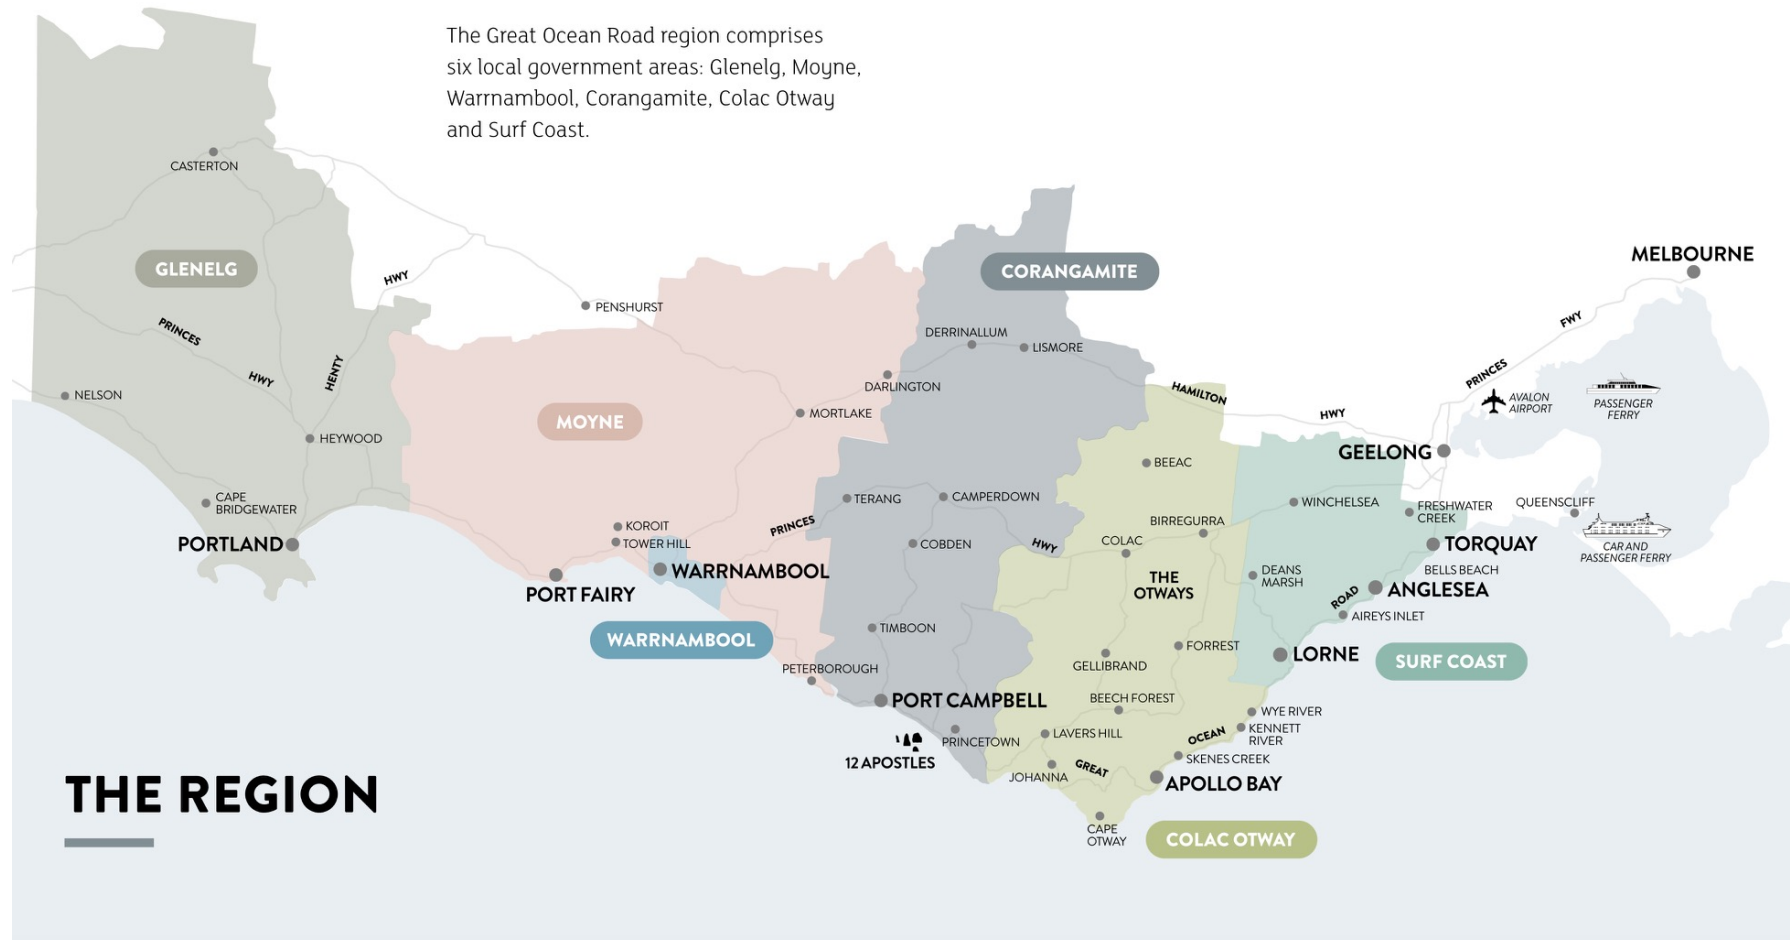 The Great Ocean Road region comprises
six local government areas: Glenelg, Moyne,
Warrnambool, Corangamite, Colac Otway
and Surf Coast.
CASTERTON
GLENELG
HWY
PRINCES
HWY
HENTY
NELSON
HEYWOOD
CAPE
BRIDGEWATER
PORTLAND
PENSHURST
MOYNE
MORTLAKE
DARLINGTON
KOROIT
TOWER HILL
PORT FAIRY
WARRNAMBOOL
WARRNAMBOOL
PRINCES
HWY
PETERBOROUGH
CORANGAMITE
DERRINALLUM
LISMORE
TERANG
CAMPERDOWN
COBDEN
TIMBOON
PORT CAMPBELL
PRINCETOWN
12 APOSTLES
HAMILTON
HWY
BEEAC
BIRREGURRA
COLAC
THE
OTWAYS
FORREST
GELLIBRAND
BEECH FOREST
LAVERS HILL
JOHANNA
GREAT
OCEAN
ROAD
WYE RIVER
KENNETT
RIVER
SKENES CREEK
APOLLO BAY
CAPE
OTWAY
COLAC OTWAY
MELBOURNE
FWY
PRINCES
AVALON
AIRPORT
PASSENGER
FERRY
GEELONG
WINCHELSEA
FRESHWATER
CREEK
QUEENSCLIFF
CAR AND
PASSENGER FERRY
TORQUAY
BELLS BEACH
DEANS
MARSH
ANGLESEA
AIREYS INLET
LORNE
SURF COAST
THE REGION